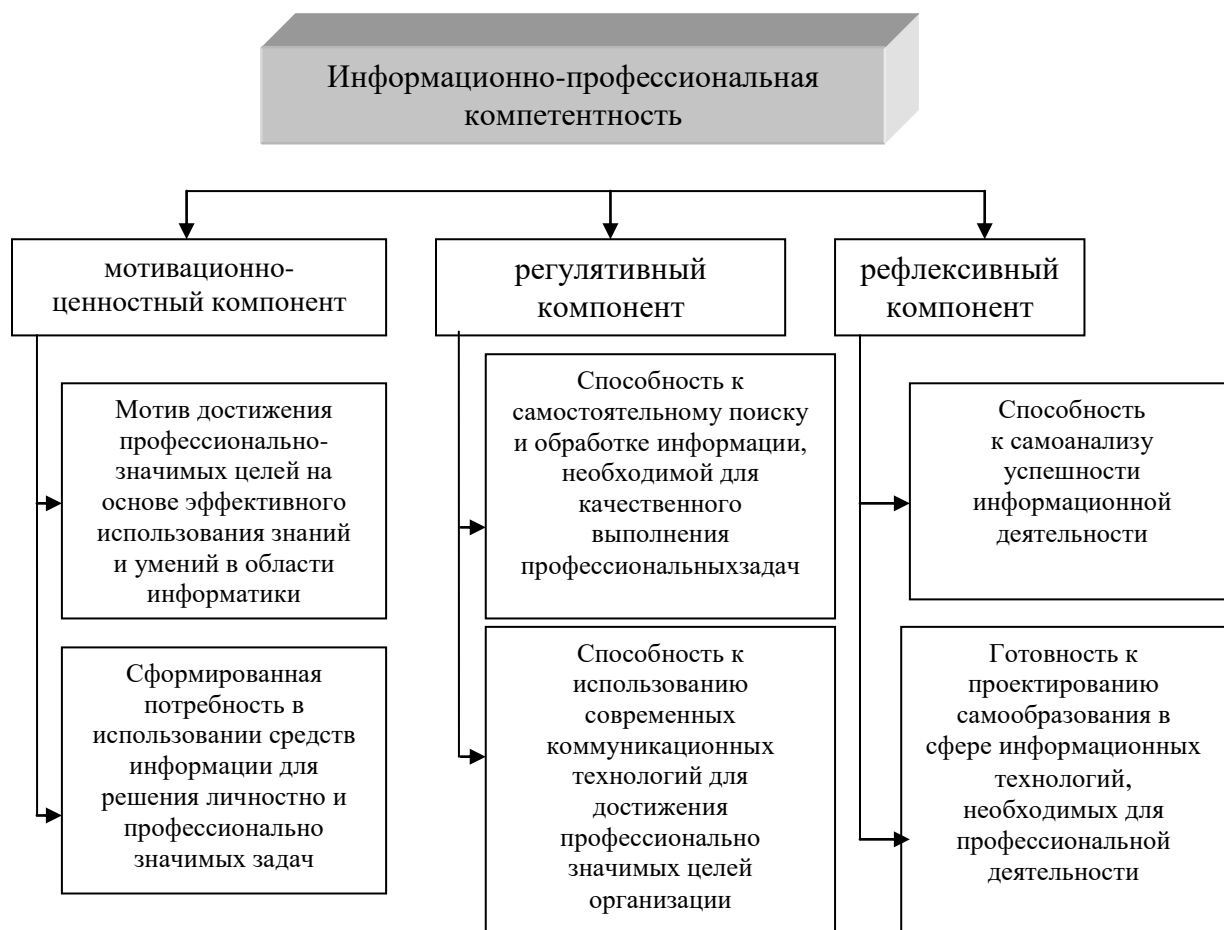 Информационно-профессиональная
компетентность
мотивационно-
ценностный компонент
Мотив достижения
профессионально-
значимых целей на
основе эффективного
использования знаний
и умений в области
информатики
Сформированная
потребность в
использовании средств
информации для
решения личностно и
профессионально
значимых задач
регулятивный
компонент
Способность к
самостоятельному поиску
и обработке информации,
необходимой для
качественного
выполнения
профессиональныхзадач
Способность к
использованию
современных
коммуникационных
технологий для
достижения
профессионально
значимых целей
организации
рефлексивный
компонент
Способность
к самоанализу
успешности
информационной
деятельности
Готовность к
проектированию
самообразования в
сфере информационных
технологий,
необходимых для
профессиональной
деятельности